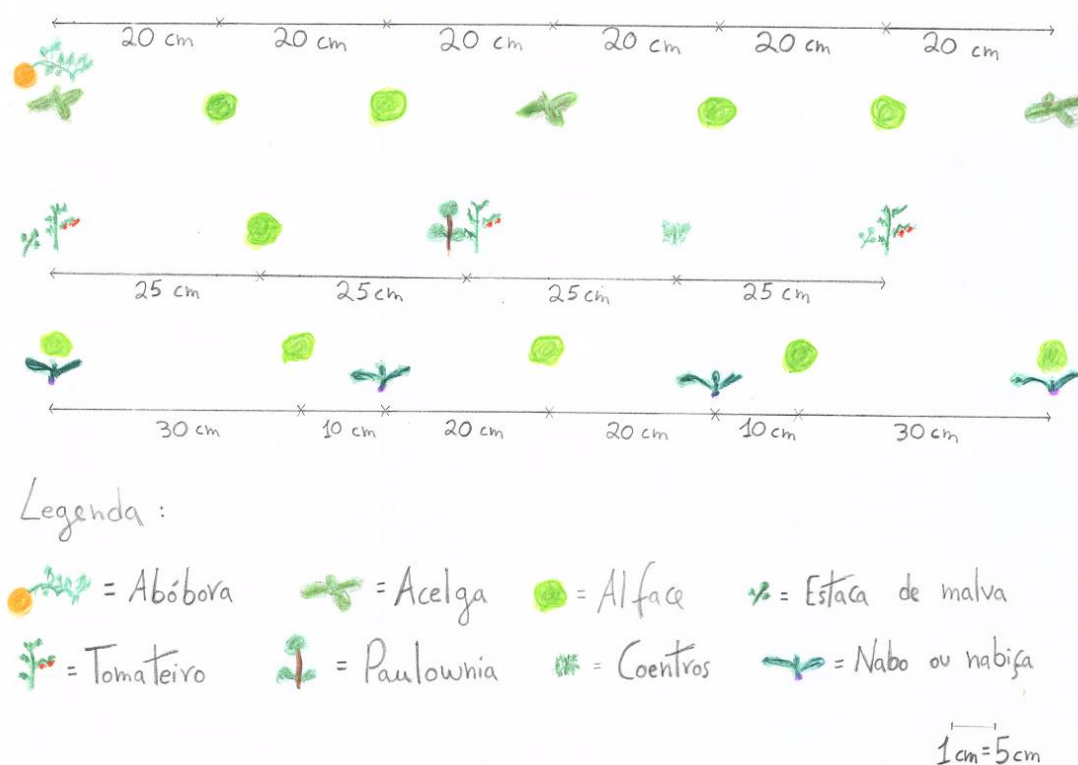 20 cm 20 cm 20 cm 20 cm 20 cm 20 cm
25 cm 25 cm 25 cm 25 cm
30 cm 10 cm 20 cm 20 cm 10 cm 30 cm
Legenda :
= Abóbora = Acelga = Alface = Estaca de malva
= Tomateiro = Paulownia = Coentros = Nabo ou nabiça
1 cm = 5 cm